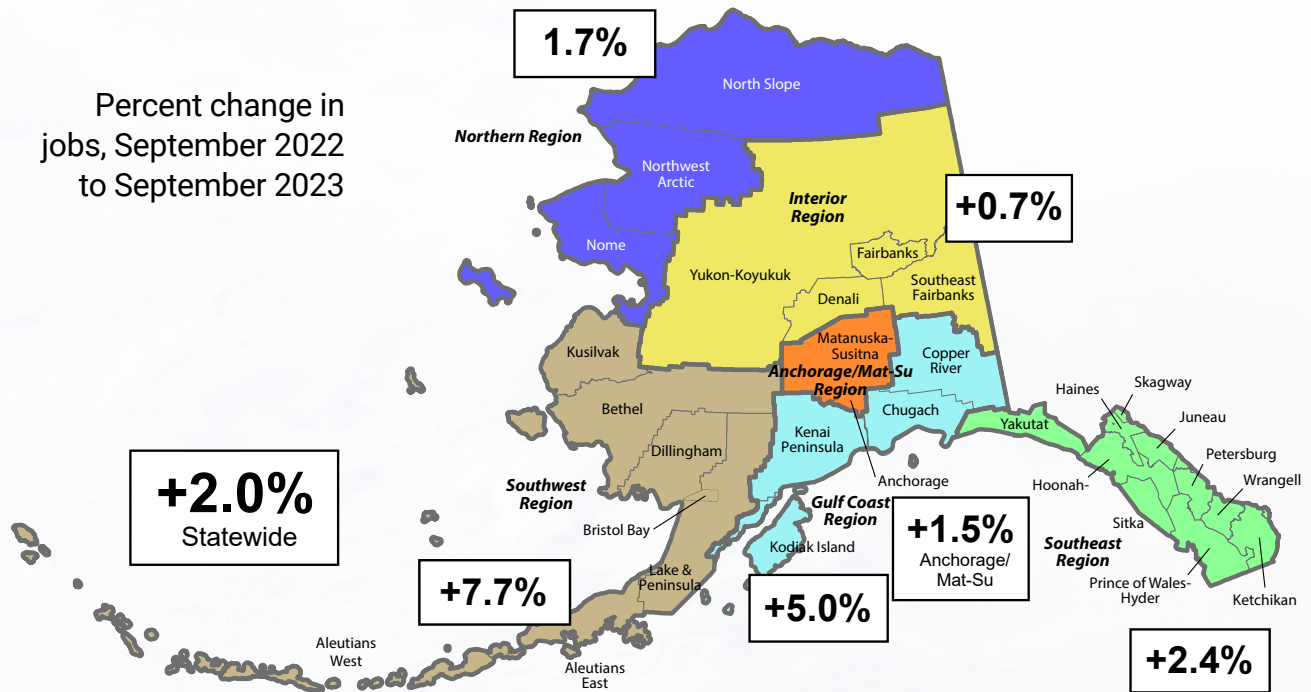 Percent change in
jobs, September 2022
to September 2023
1.7%
North Slope
Northern Region
Northwest
Arctic
Nome
Interior
Region
+0.7%
Fairbanks
Yukon-Koyukuk
Denali
Southeast
Fairbanks
Kusilvak
Matanuska-
Susitna
Anchorage/Mat-Su
Region
Copper
River
Bethel
Chugach
Kenai
Peninsula
Dillingham
Anchorage
Yakutat
Haines
Skagway
Juneau
Petersburg
Wrangell
Hoonah-
Sitka
Southeast
Region
Prince of Wales-
Hyder
Ketchikan
+2.4%
+2.0%
Statewide
Southwest
Region
Bristol Bay
Gulf Coast
Region
Kodiak Island
+1.5%
Anchorage/
Mat-Su
Lake &
Peninsula
+7.7%
+5.0%
Aleutians
West
Aleutians
East